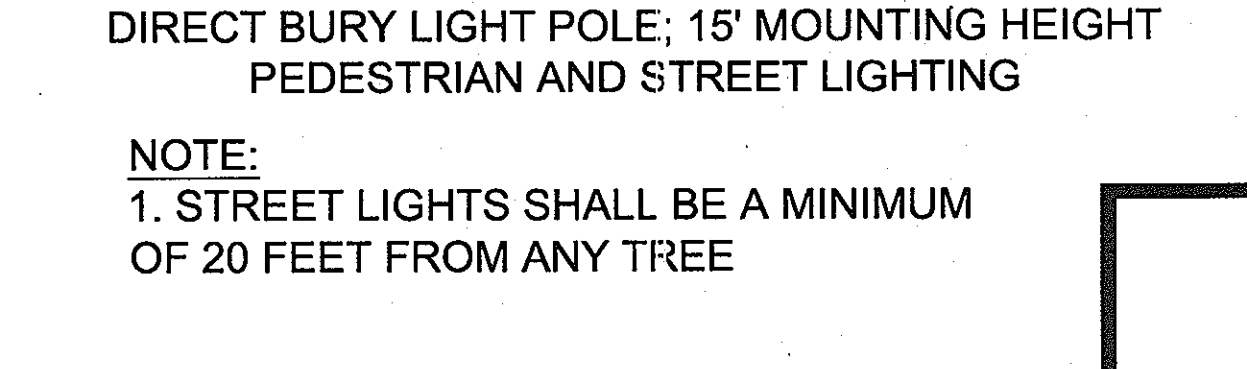 DIRECT BURY LIGHT POLE; 15' MOUNTING HEIGHT
PEDESTRIAN AND STREET LIGHTING
NOTE:
1. STREET LIGHTS SHALL BE A MINIMUM
OF 20 FEET FROM ANY TREE